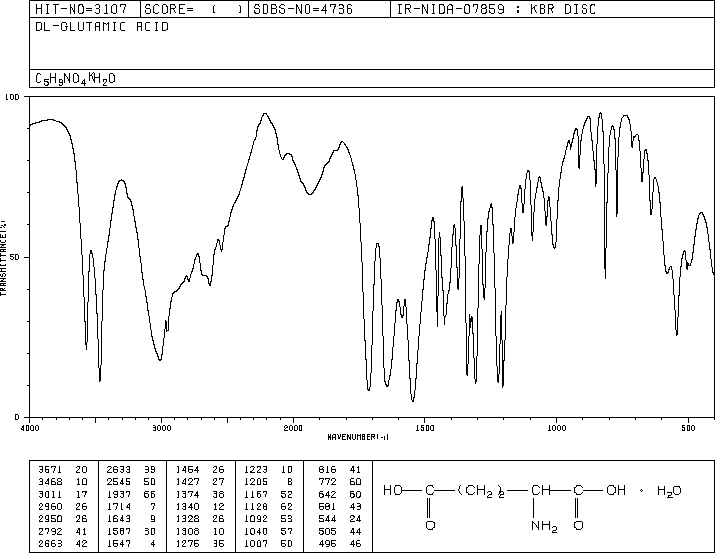 HIT-NO=3107 SCORE= ( ) SDBS-NO=4736 IR-NIDA-07859 : KBR DISC
DL-GLUTAMIC ACID
C5H9NO4·H2O
100
TRANSMITTANCE(%)
50
0
4000 3000 2000 1500 1000 500
WAVENUMBER(-1)
3571 20 2633 39 1454 26 1223 10 816 41
3468 10 2545 50 1427 27 1205 8 772 60
3011 17 1937 66 1374 38 1167 52 642 60
2960 26 1714 7 1340 12 1128 62 581 43
2950 26 1643 9 1328 26 1092 53 544 24
2792 41 1587 30 1308 10 1040 57 505 44
2663 42 1547 4 1275 35 1007 50 496 46
HO—C—(CH2)2—CH—C—OH · H2O
O NH2 O